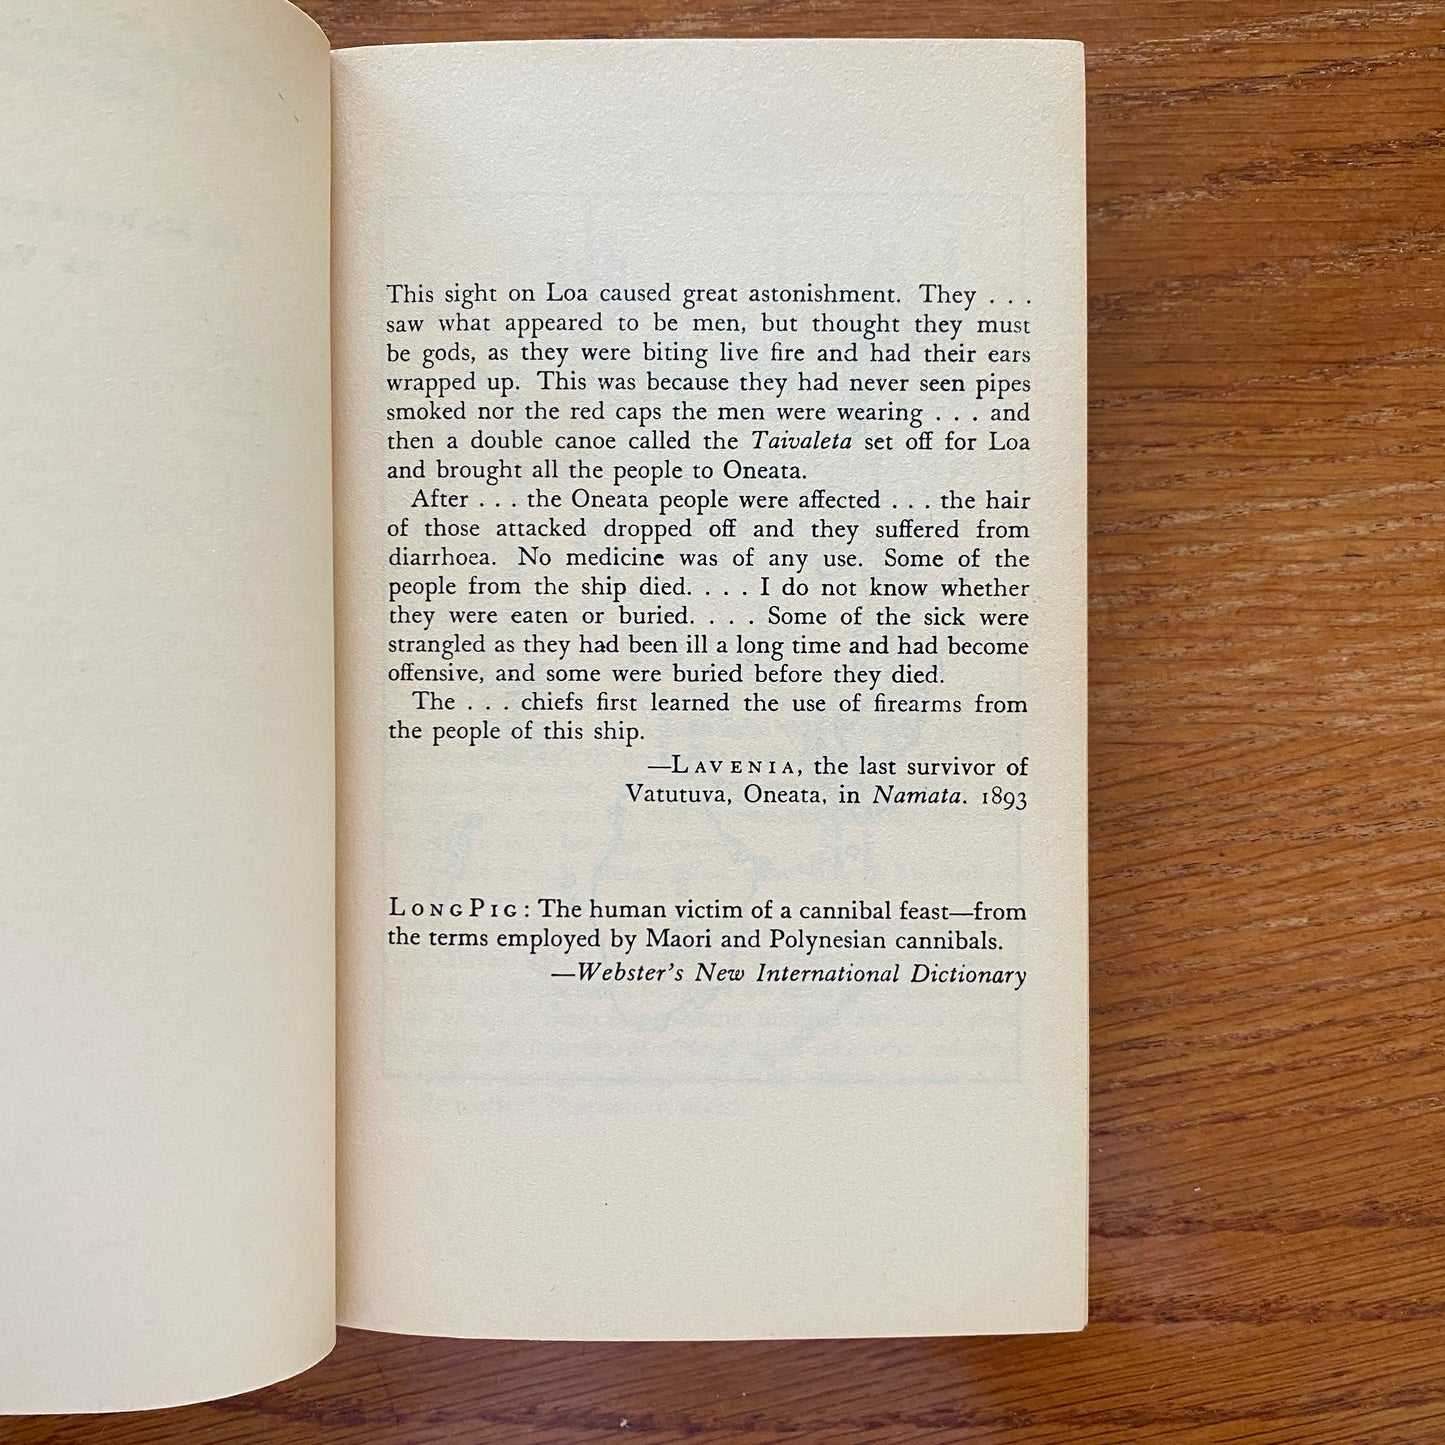 This sight on Loa caused great astonishment. They . . .
saw what appeared to be men, but thought they must
be gods, as they were biting live fire and had their ears
wrapped up. This was because they had never seen pipes
smoked nor the red caps the men were wearing . . . and
then a double canoe called the Taivaleta set off for Loa
and brought all the people to Oneata.
After . . . the Oneata people were affected . . . the hair
of those attacked dropped off and they suffered from
diarrhoea. No medicine was of any use. Some of the
people from the ship died. . . . I do not know whether
they were eaten or buried. . . . Some of the sick were
strangled as they had been ill a long time and had become
offensive, and some were buried before they died.
The . . . chiefs first learned the use of firearms from
the people of this ship.
—LAVENIA, the last survivor of
Vatutuva, Oneata, in Namata. 1893
LONG PIG: The human victim of a cannibal feast—from
the terms employed by Maori and Polynesian cannibals.
—Webster's New International Dictionary